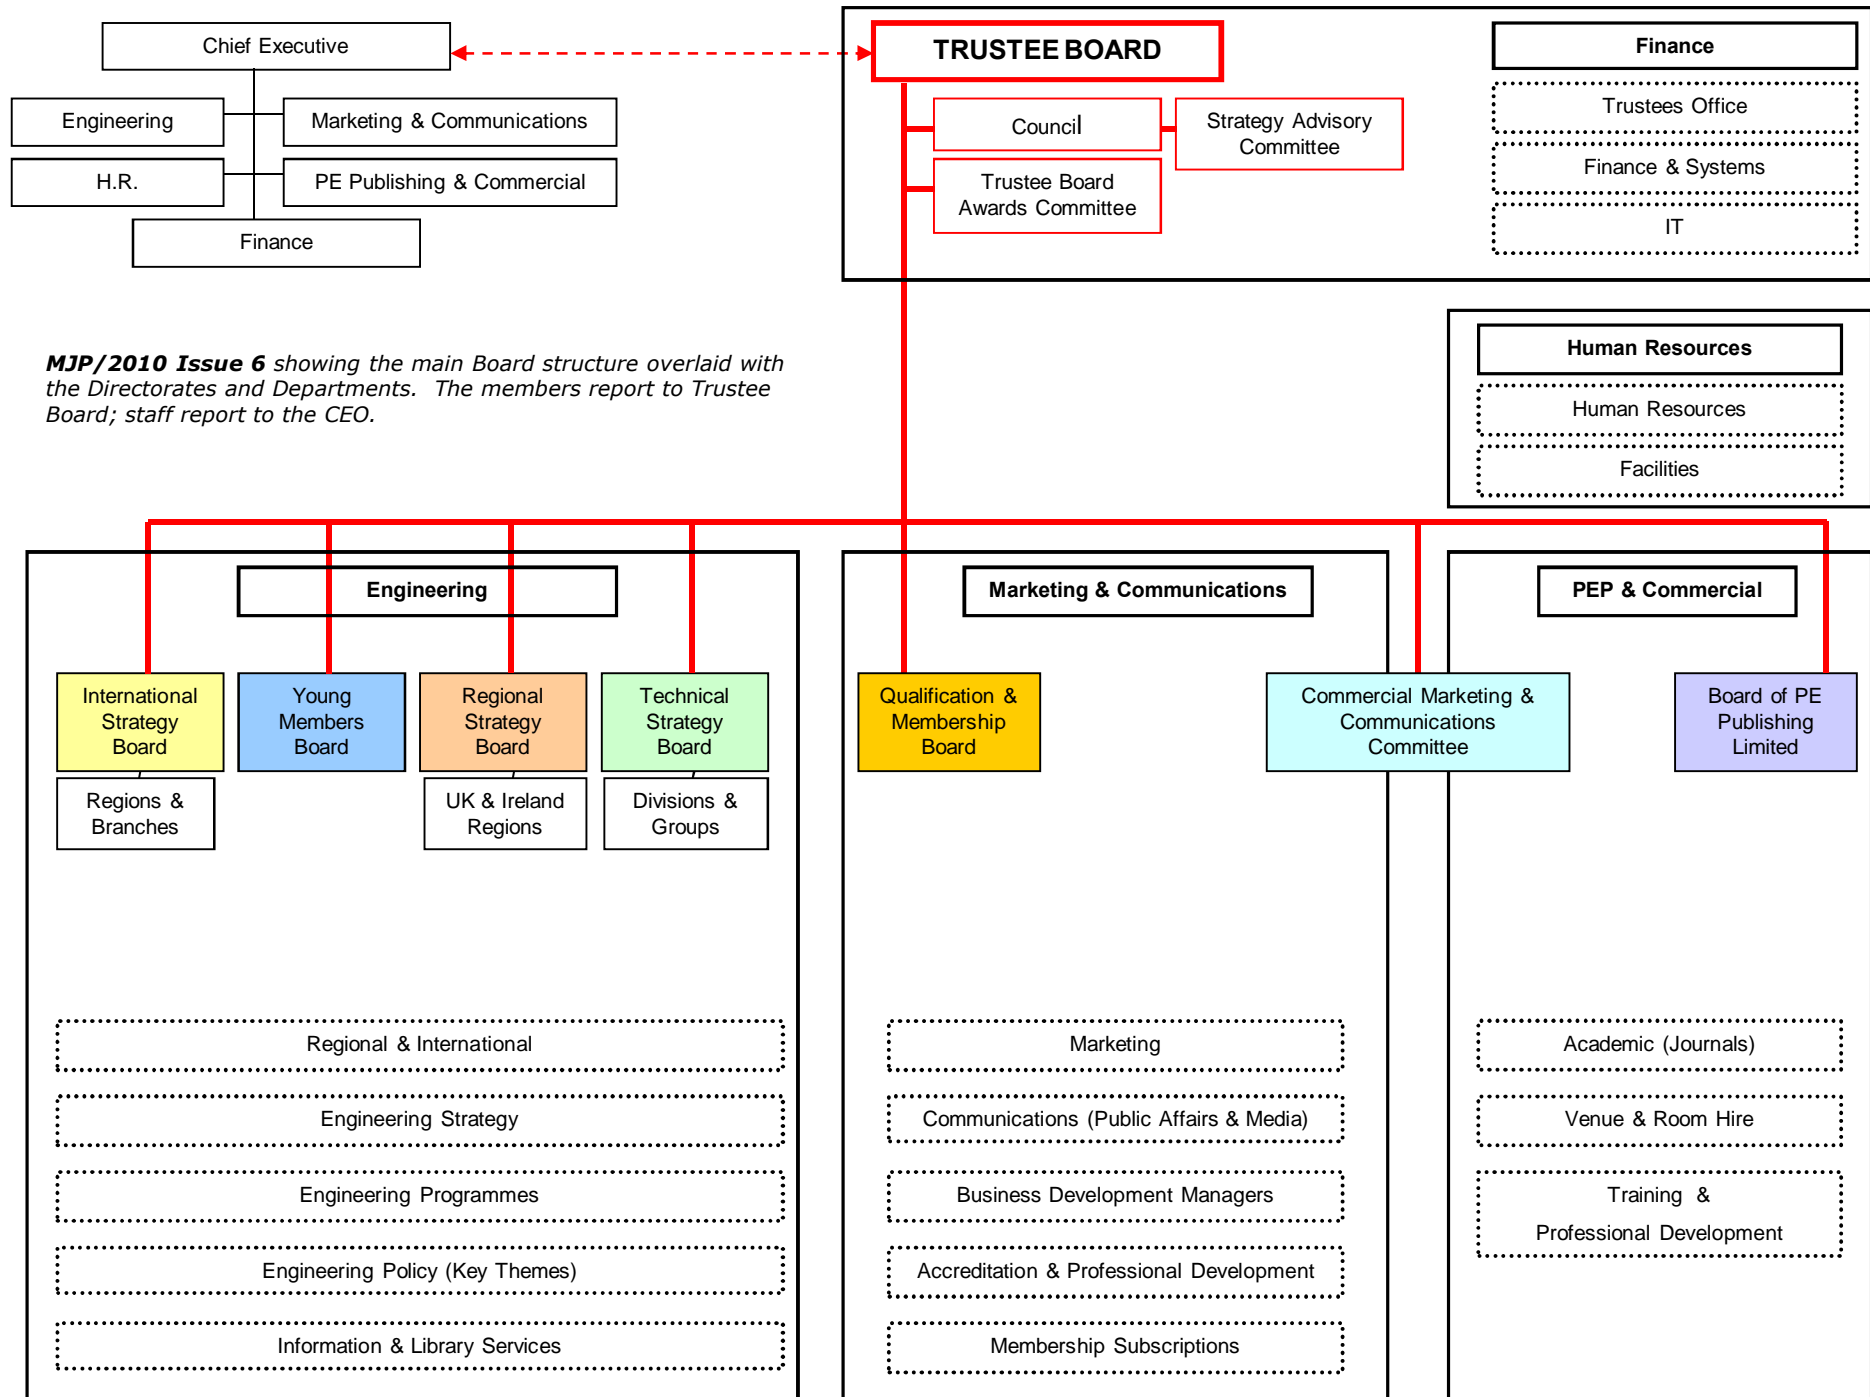 Chief Executive
Engineering
Marketing & Communications
H.R.
PE Publishing & Commercial
Finance
TRUSTEE BOARD
Council
Strategy Advisory
Committee
Trustee Board
Awards Committee
Finance
Trustees Office
Finance & Systems
IT
MJP/2010 Issue 6 showing the main Board structure overlaid with
the Directorates and Departments. The members report to Trustee
Board; staff report to the CEO.
Human Resources
Human Resources
Facilities
Engineering
International
Strategy
Board
Young
Members
Board
Regional
Strategy
Board
Technical
Strategy
Board
Regions &
Branches
UK & Ireland
Regions
Divisions &
Groups
Regional & International
Engineering Strategy
Engineering Programmes
Engineering Policy (Key Themes)
Information & Library Services
Marketing & Communications
Qualification &
Membership
Board
Commercial Marketing &
Communications
Committee
Marketing
Communications (Public Affairs & Media)
Business Development Managers
Accreditation & Professional Development
Membership Subscriptions
PEP & Commercial
Board of PE
Publishing
Limited
Academic (Journals)
Venue & Room Hire
Training &
Professional Development